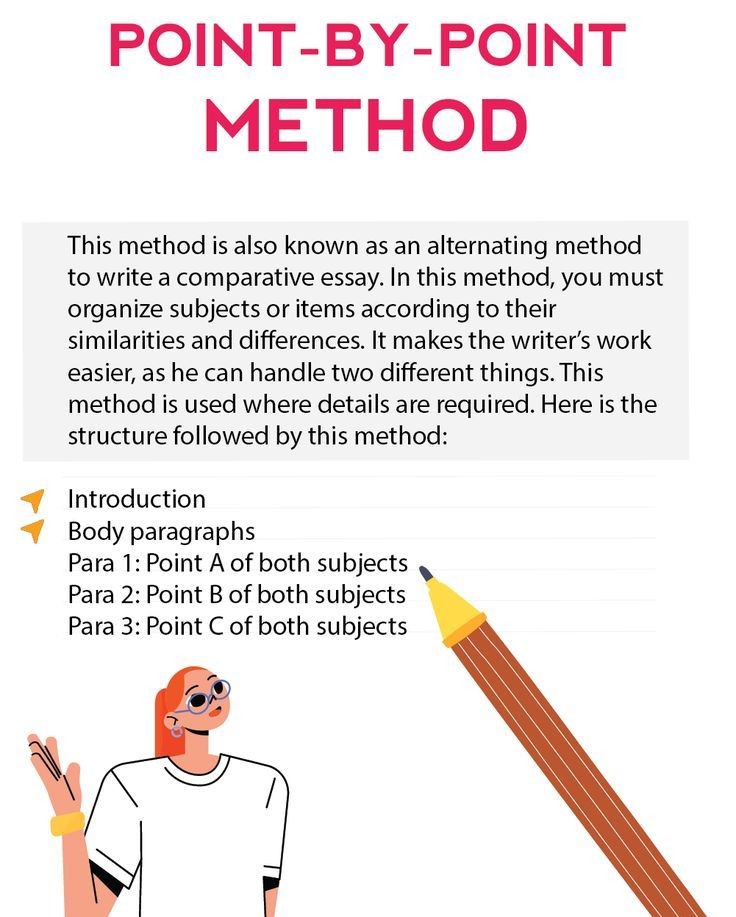 POINT-BY-POINT
METHOD
This method is also known as an alternating method
to write a comparative essay. In this method, you must
organize subjects or items according to their
similarities and differences. It makes the writer’s work
easier, as he can handle two different things. This
method is used where details are required. Here is the
structure followed by this method:
Introduction
Body paragraphs
Para 1: Point A of both subjects
Para 2: Point B of both subjects
Para 3: Point C of both subjects